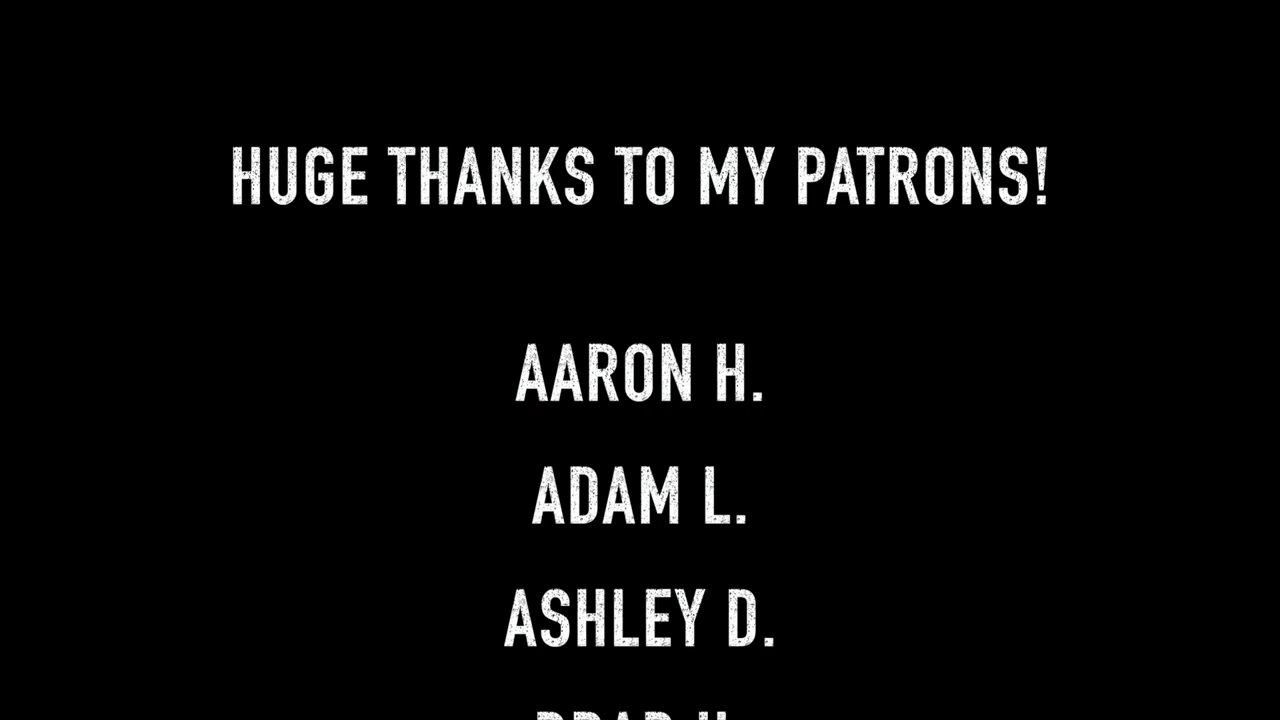 HUGE THANKS TO MY PATRONS!
AARON H.
ADAM L.
ASHLEY D.